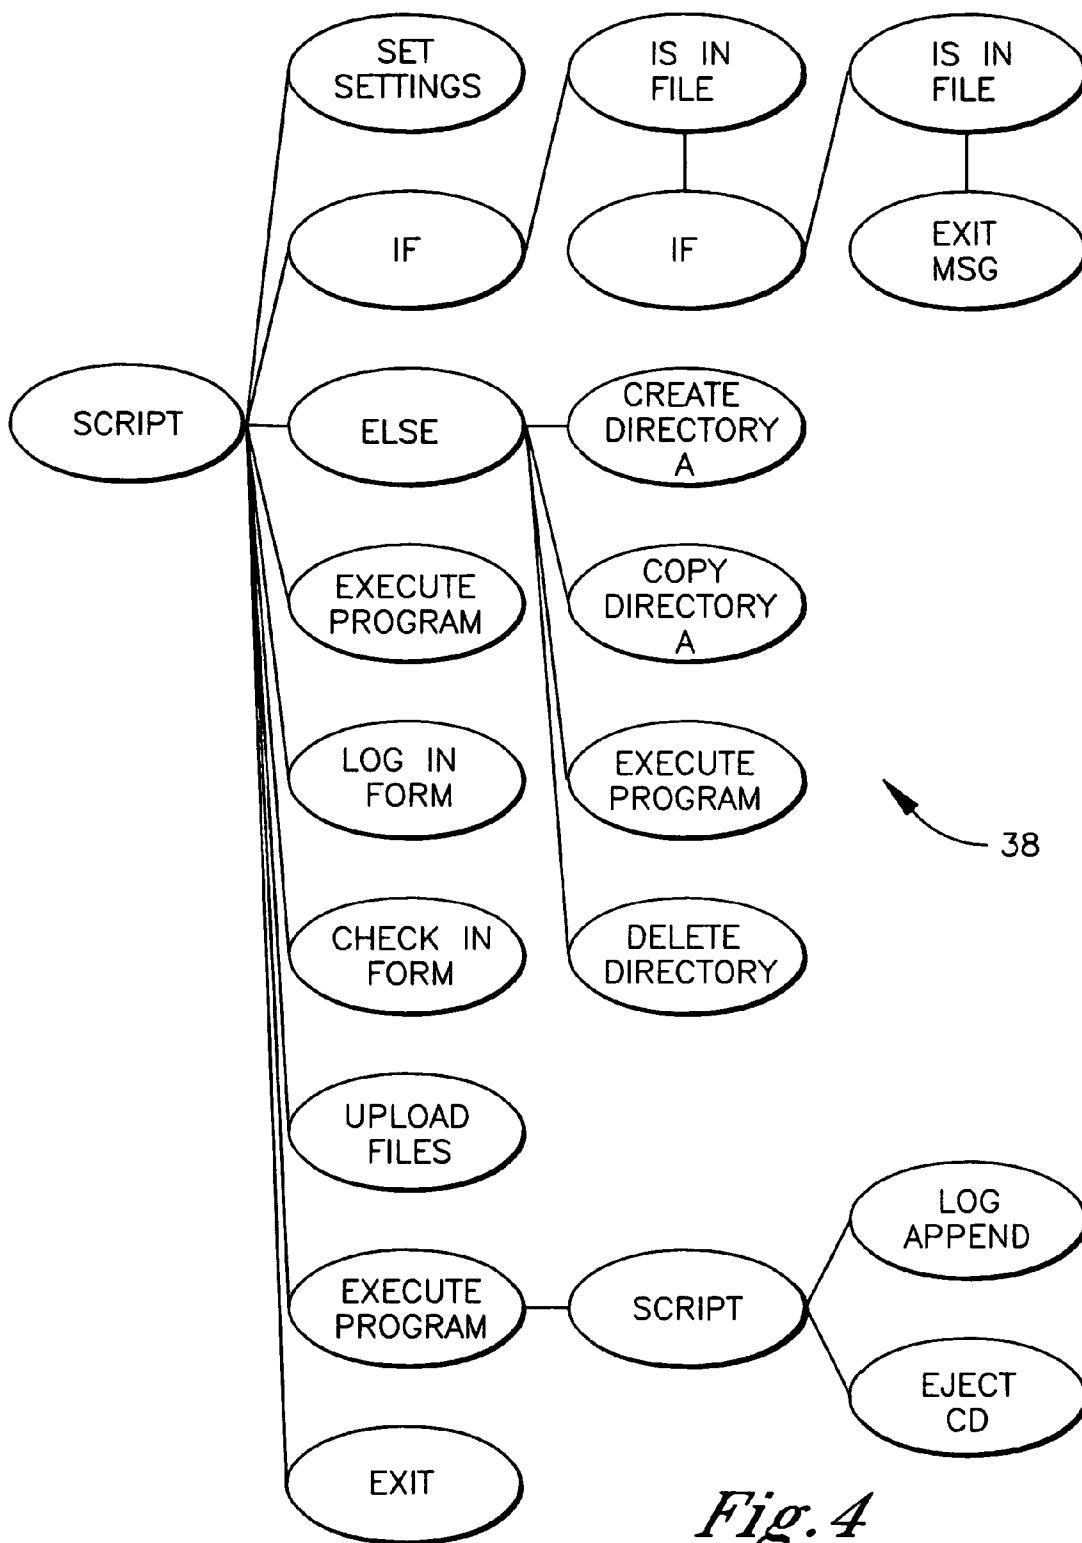 SET
SETTINGS
IS IN
FILE
IS IN
FILE
IF
IF
EXIT
MSG
SCRIPT
ELSE
CREATE
DIRECTORY
A
EXECUTE
PROGRAM
COPY
DIRECTORY
A
LOG IN
FORM
EXECUTE
PROGRAM
38
CHECK IN
FORM
DELETE
DIRECTORY
UPLOAD
FILES
LOG
APPEND
EXECUTE
PROGRAM
SCRIPT
EJECT
CD
EXIT
Fig. 4